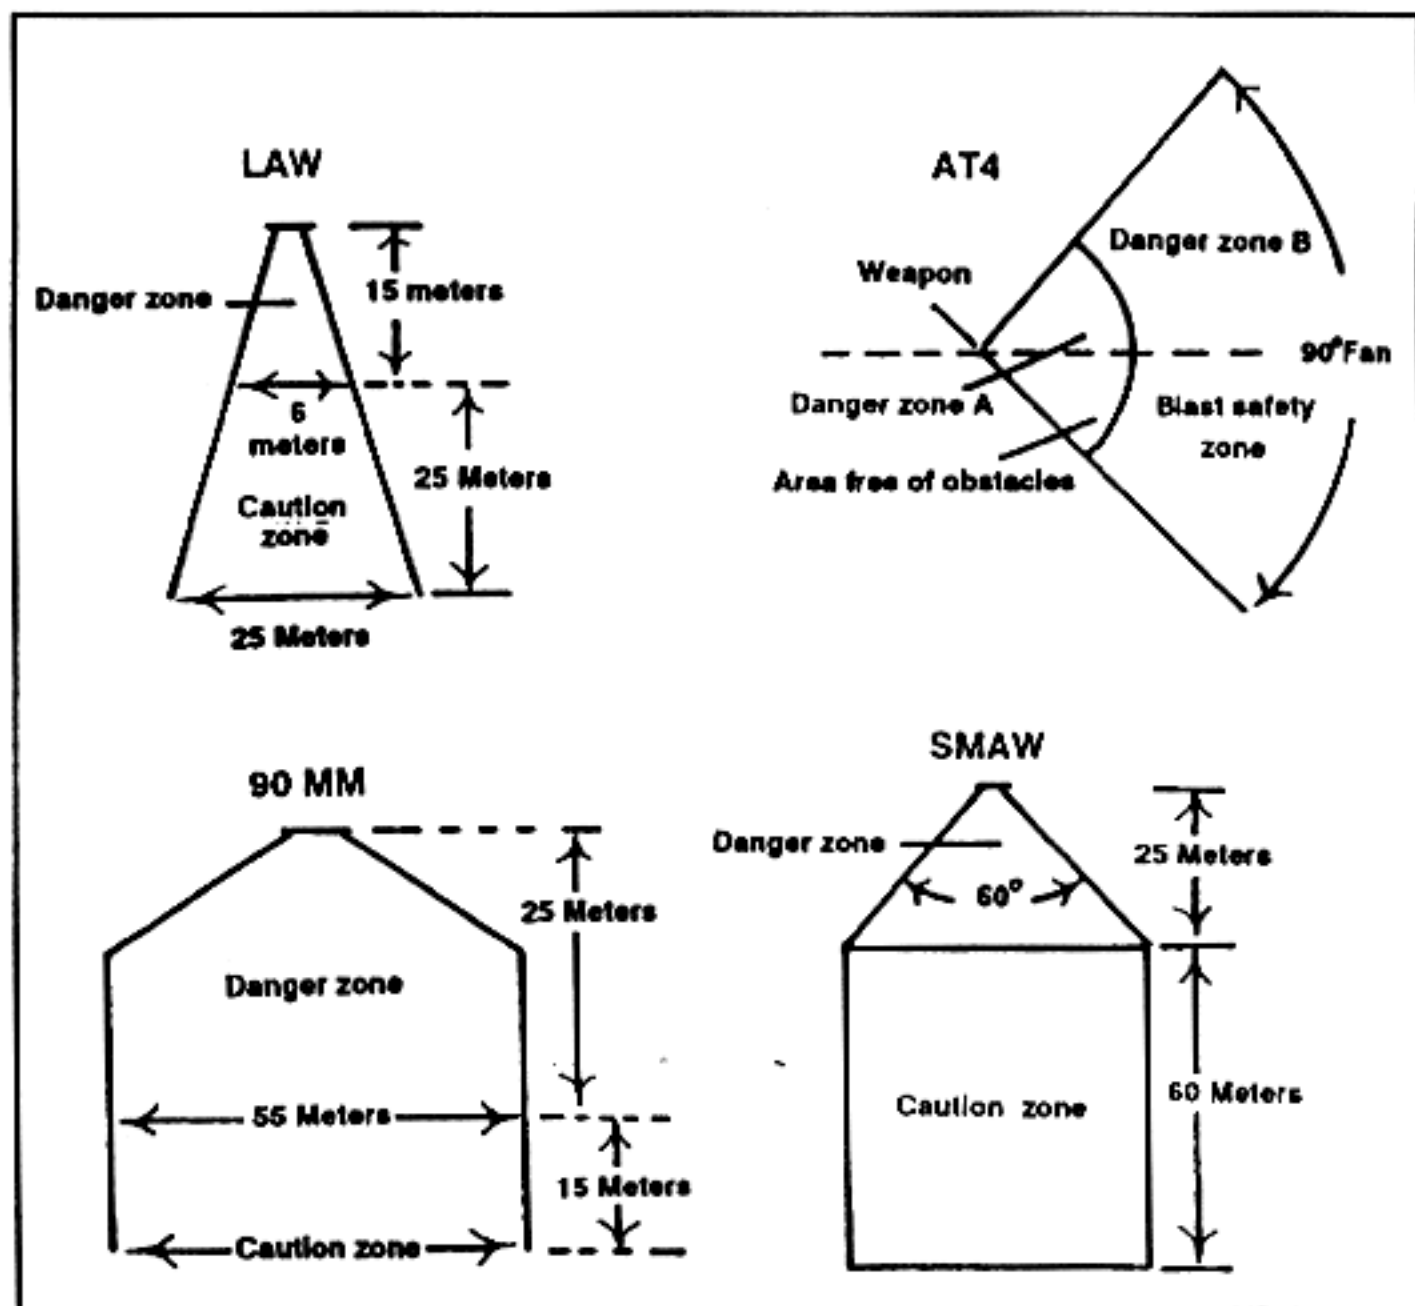 LAW
Danger zone
15 meters
6
meters
25 Meters
Caution
zone
25 Meters
AT4
Weapon
Danger zone B
90°Fan
Danger zone A
Blast safety
zone
Area free of obstacles
90 MM
25 Meters
Danger zone
55 Meters
15 Meters
Caution zone
SMAW
Danger zone
25 Meters
60°
Caution zone
60 Meters